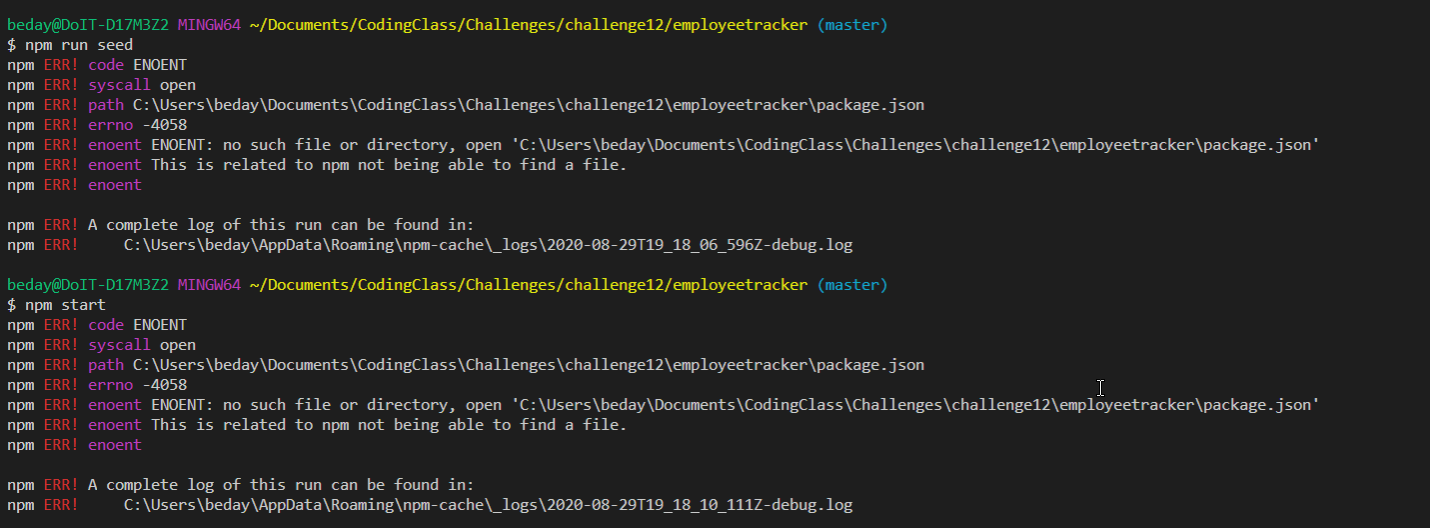 beday@DoIT-D17M3Z2 MINGW64 ~/Documents/CodingClass/Challenges/challenge12/employeetracker (master)
$ npm run seed
npm ERR! code ENOENT
npm ERR! syscall open
npm ERR! path C:\Users\beday\Documents\CodingClass\Challenges\challenge12\employeetracker\package.json
npm ERR! errno -4058
npm ERR! enoent ENOENT: no such file or directory, open 'C:\Users\beday\Documents\CodingClass\Challenges\challenge12\employeetracker\package.json'
npm ERR! enoent This is related to npm not being able to find a file.
npm ERR! enoent
npm ERR! A complete log of this run can be found in:
npm ERR!     C:\Users\beday\AppData\Roaming\npm-cache\_logs\2020-08-29T19_18_06_596Z-debug.log
beday@DoIT-D17M3Z2 MINGW64 ~/Documents/CodingClass/Challenges/challenge12/employeetracker (master)
$ npm start
npm ERR! code ENOENT
npm ERR! syscall open
npm ERR! path C:\Users\beday\Documents\CodingClass\Challenges\challenge12\employeetracker\package.json
npm ERR! errno -4058
npm ERR! enoent ENOENT: no such file or directory, open 'C:\Users\beday\Documents\CodingClass\Challenges\challenge12\employeetracker\package.json'
npm ERR! enoent This is related to npm not being able to find a file.
npm ERR! enoent
npm ERR! A complete log of this run can be found in:
npm ERR!     C:\Users\beday\AppData\Roaming\npm-cache\_logs\2020-08-29T19_18_10_111Z-debug.log